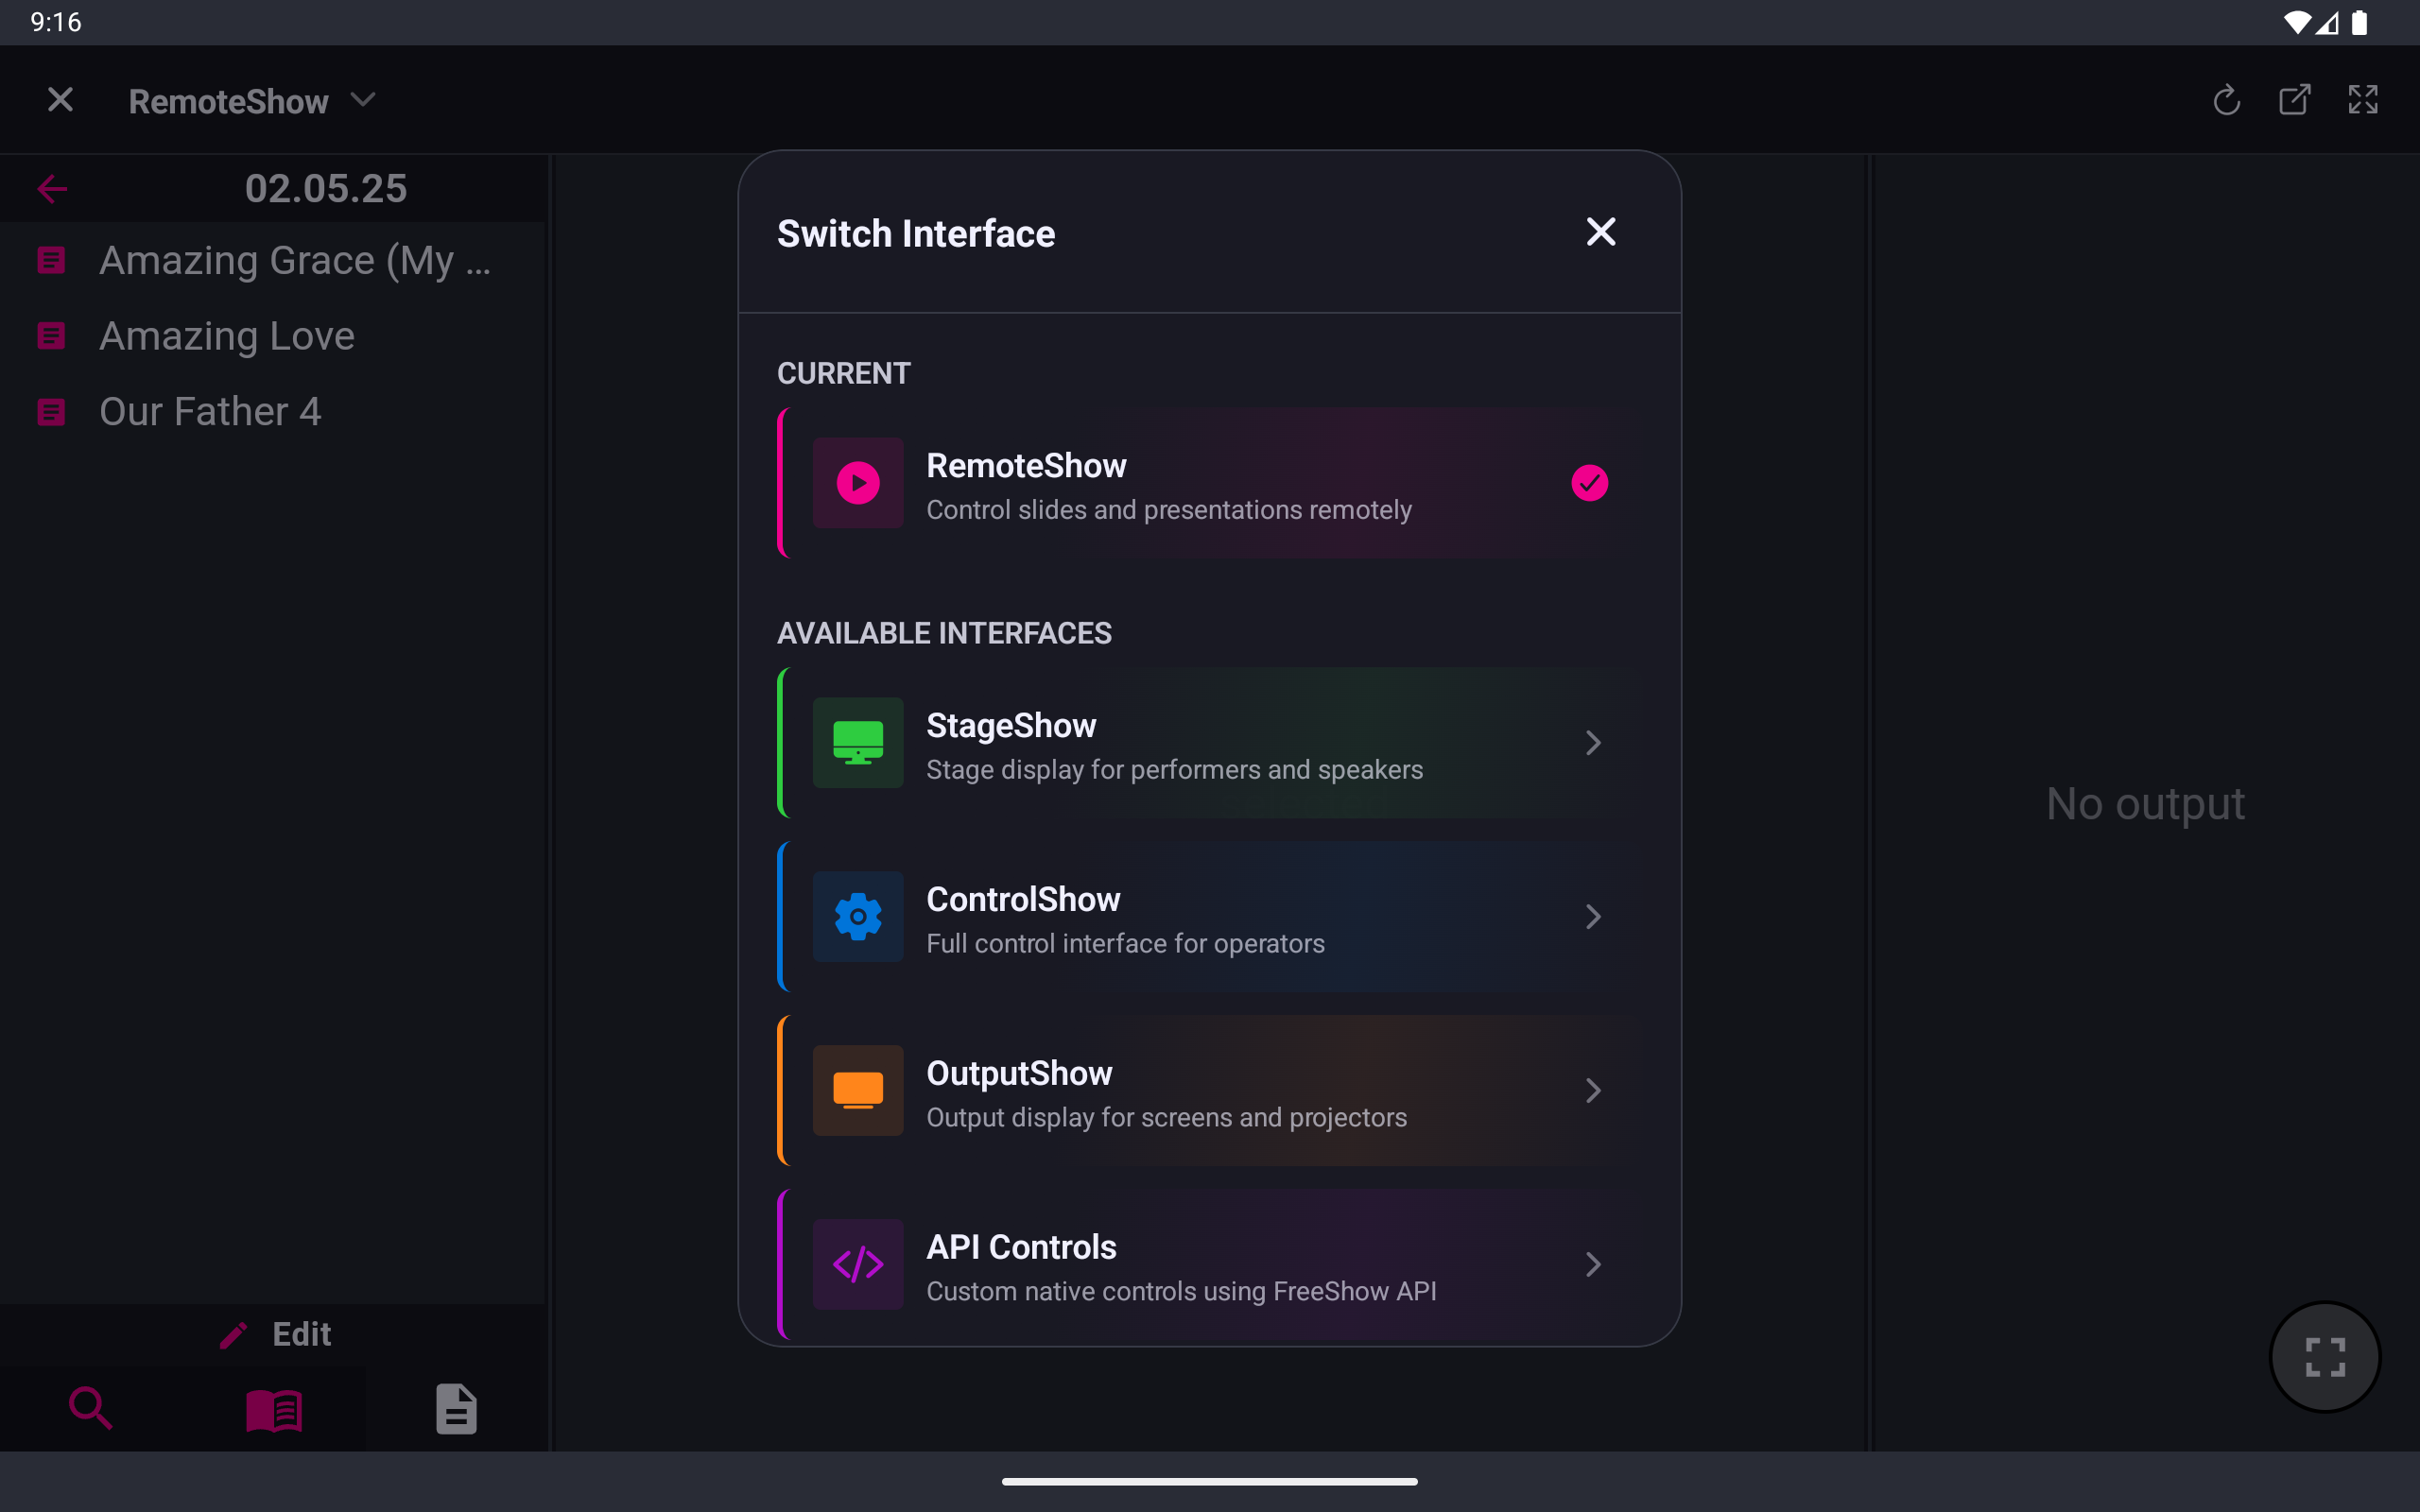 9:16
RemoteShow
02.05.25
Amazing Grace (My ...
Amazing Love
Our Father 4
Edit
Switch Interface
CURRENT
RemoteShow
Control slides and presentations remotely
AVAILABLE INTERFACES
StageShow
Stage display for performers and speakers
ControlShow
Full control interface for operators
OutputShow
Output display for screens and projectors
API Controls
Custom native controls using FreeShow API
No output